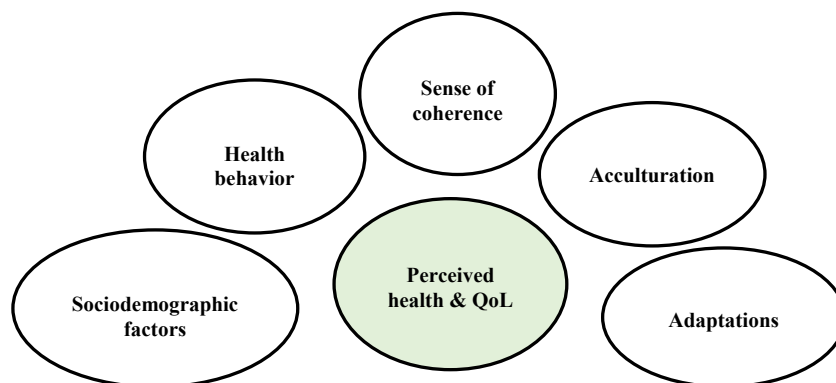 Sense of
coherence
Health
behavior
Acculturation
Perceived
health & QoL
Sociodemographic
factors
Adaptations